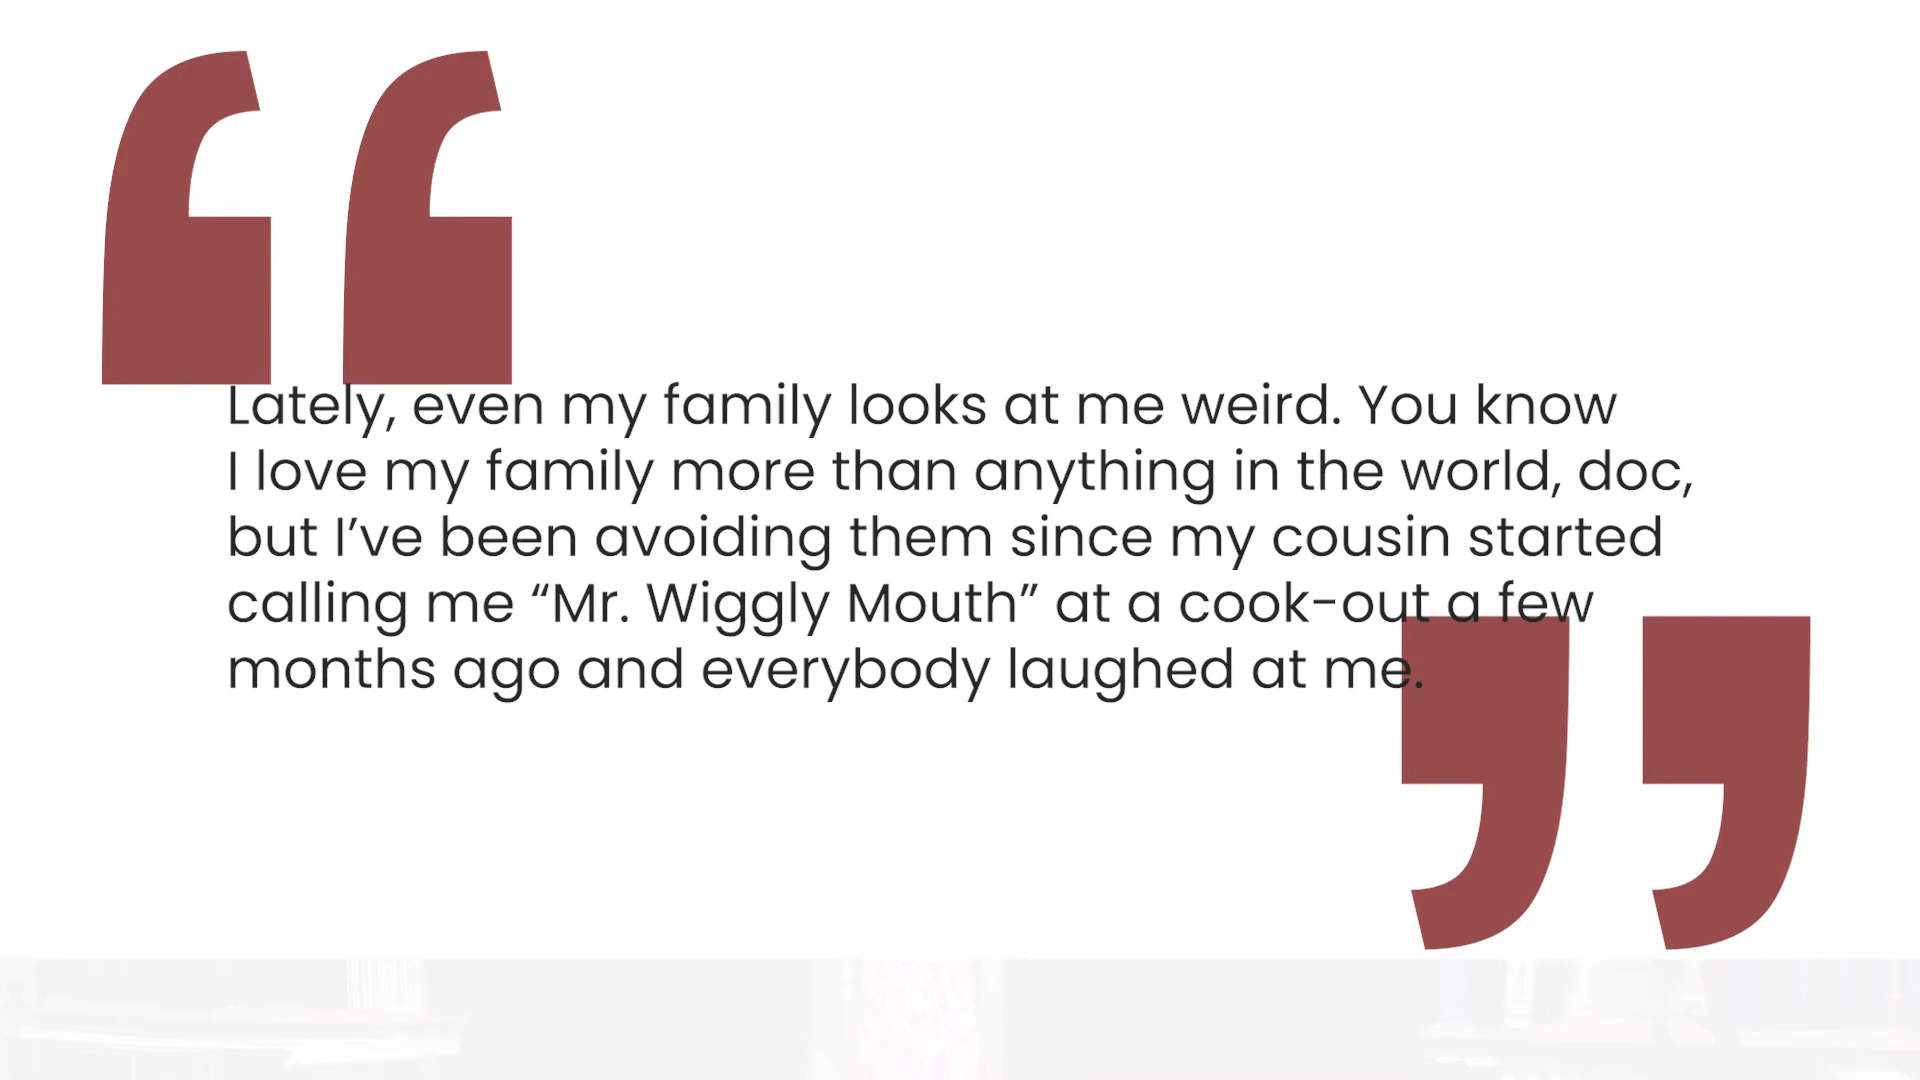 Lately, even my family looks at me weird. You know
I love my family more than anything in the world, doc,
but I’ve been avoiding them since my cousin started
calling me “Mr. Wiggly Mouth” at a cook-out a few
months ago and everybody laughed at me.